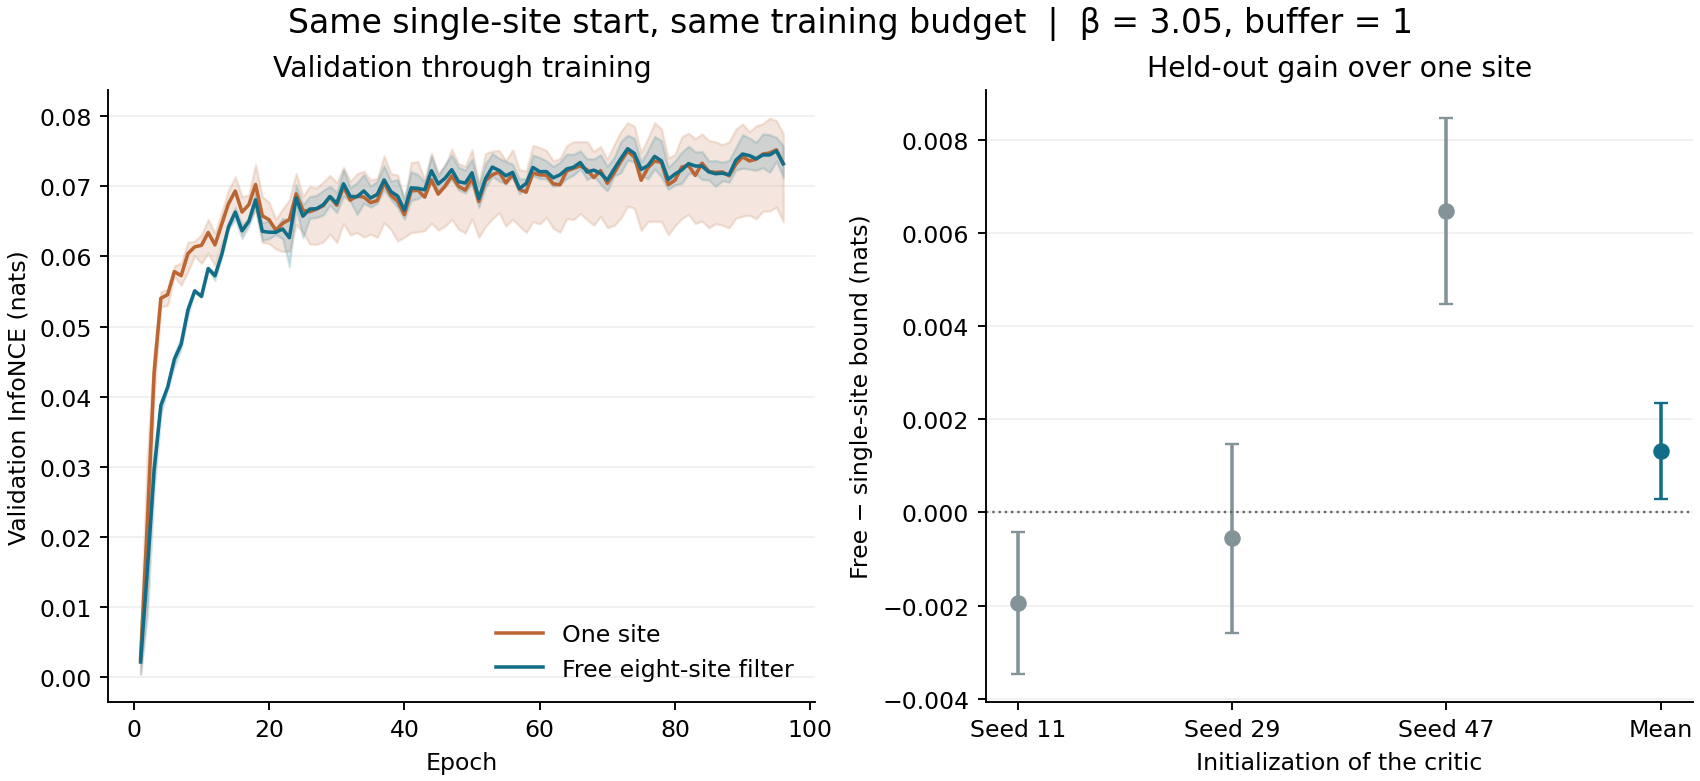 Same single-site start, same training budget | β = 3.05, buffer = 1
Validation through training
Validation InfoNCE (nats)
0.08
0.07
0.06
0.05
0.04
0.03
0.02
0.01
0.00
One site
Free eight-site filter
0
20
40
60
80
100
Epoch
Held-out gain over one site
Free − single-site bound (nats)
0.008
0.006
0.004
0.002
0.000
−0.002
−0.004
Seed 11
Seed 29
Seed 47
Mean
Initialization of the critic